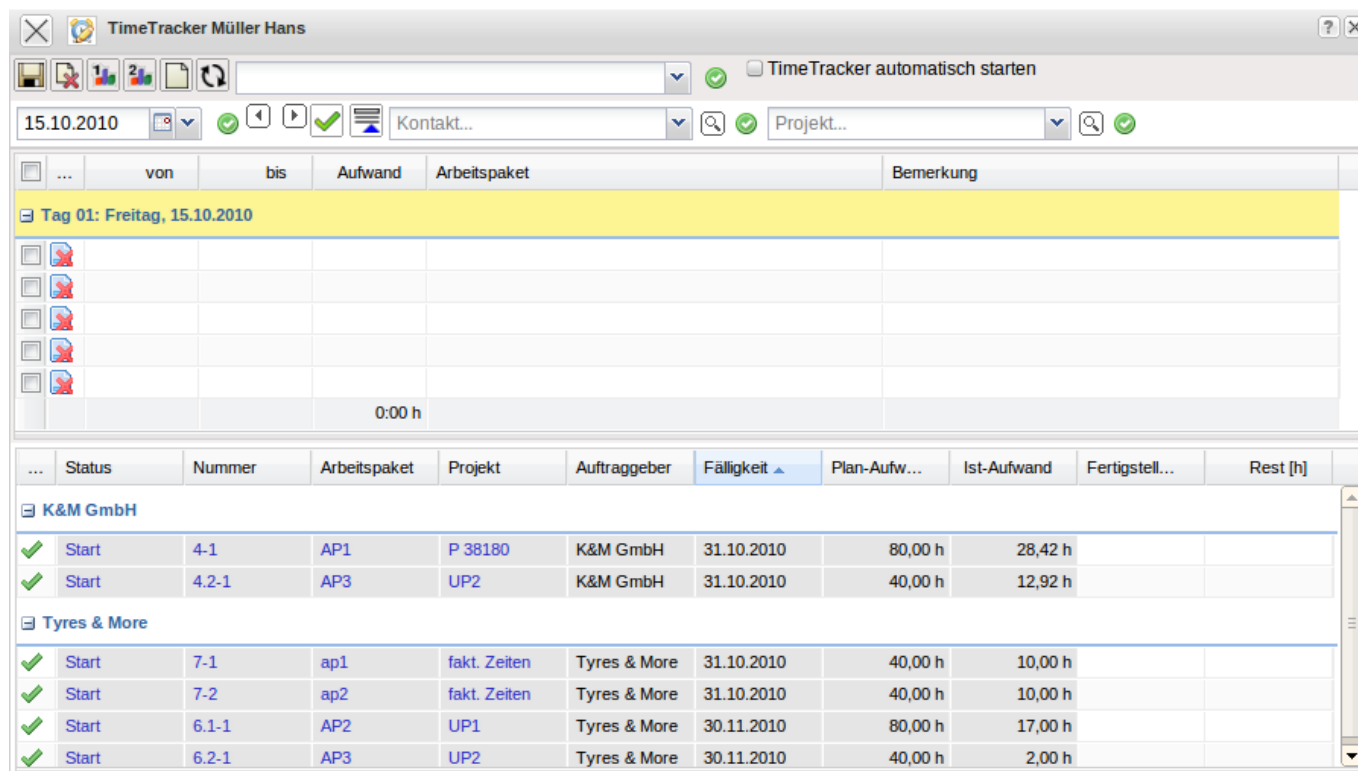 TimeTracker Müller Hans
TimeTracker automatisch starten
15.10.2010 Kontakt... Projekt...
... von bis Aufwand Arbeitspaket Bemerkung
Tag 01: Freitag, 15.10.2010
0:00 h
... Status Nummer Arbeitspaket Projekt Auftraggeber Fälligkeit Plan-Aufw... Ist-Aufwand Fertigstell... Rest [h]
K&M GmbH
Start 4-1 AP1 P 38180 K&M GmbH 31.10.2010 80,00 h 28,42 h
Start 4.2-1 AP3 UP2 K&M GmbH 31.10.2010 40,00 h 12,92 h
Tyres & More
Start 7-1 ap1 fakt. Zeiten Tyres & More 31.10.2010 40,00 h 10,00 h
Start 7-2 ap2 fakt. Zeiten Tyres & More 31.10.2010 40,00 h 10,00 h
Start 6.1-1 AP2 UP1 Tyres & More 30.11.2010 80,00 h 17,00 h
Start 6.2-1 AP3 UP2 Tyres & More 30.11.2010 40,00 h 2,00 h